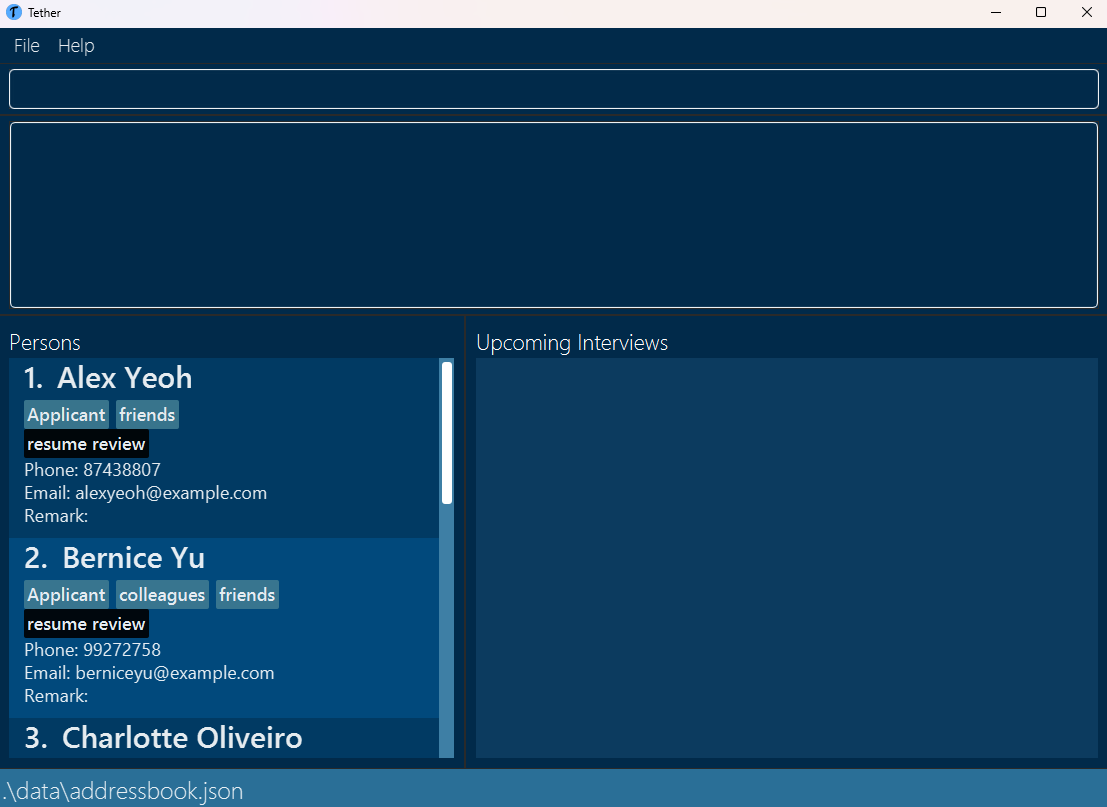 Tether
File Help
Persons
1. Alex Yeoh
Applicant friends
resume review
Phone: 87438807
Email: alexyeoh@example.com
Remark:
2. Bernice Yu
Applicant colleagues friends
resume review
Phone: 99272758
Email: berniceyu@example.com
Remark:
3. Charlotte Oliveiro
Upcoming Interviews
.\data\addressbook.json